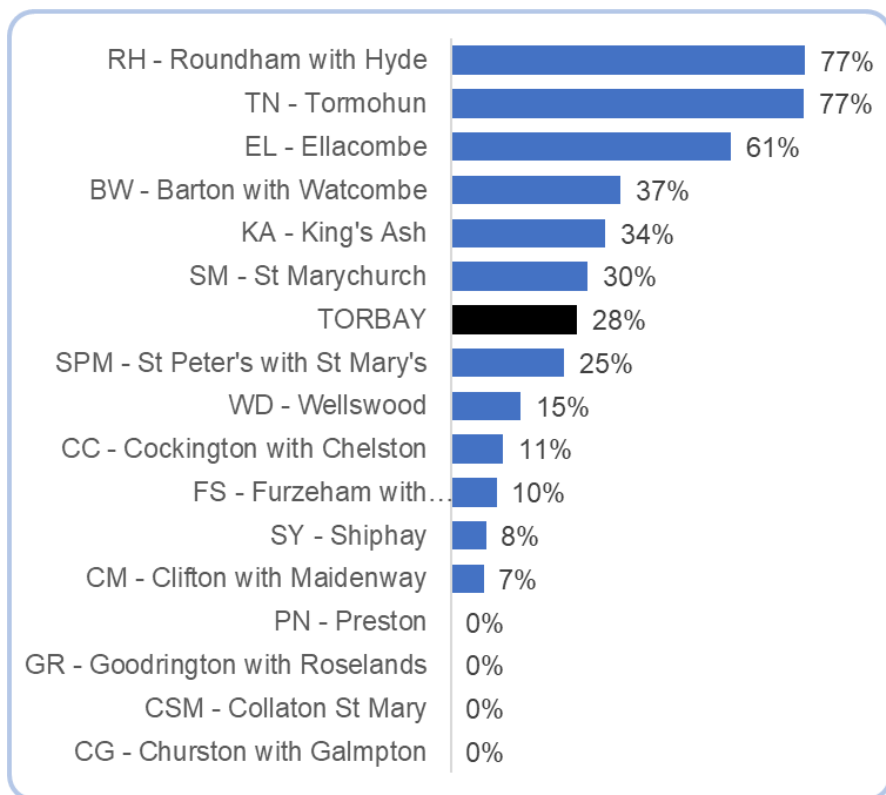 RH - Roundham with Hyde 77%
TN - Tormohun 77%
EL - Ellacombe 61%
BW - Barton with Watcombe 37%
KA - King's Ash 34%
SM - St Marychurch 30%
TORBAY 28%
SPM - St Peter's with St Mary's 25%
WD - Wellswood 15%
CC - Cockington with Chelston 11%
FS - Furzeham with... 10%
SY - Shiphay 8%
CM - Clifton with Maidenway 7%
PN - Preston 0%
GR - Goodrington with Roselands 0%
CSM - Collaton St Mary 0%
CG - Churston with Galmpton 0%